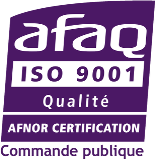 afaq
ISO 9001
Qualité
AFNOR CERTIFICATION
Commande publique